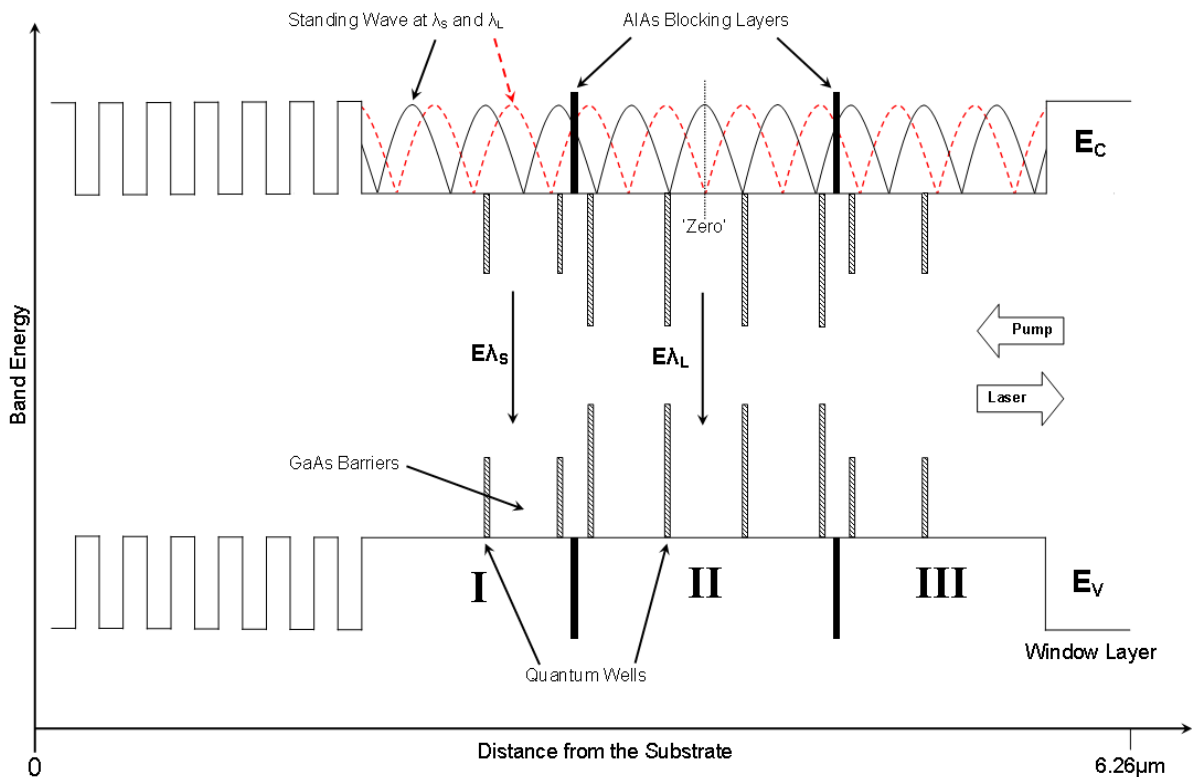 Standing Wave at λS and λL
AlAs Blocking Layers
EC
'Zero'
Pump
EλS
EλL
Laser
Band Energy
GaAs Barriers
I
II
III
EV
Quantum Wells
Window Layer
Distance from the Substrate
0
6.26µm